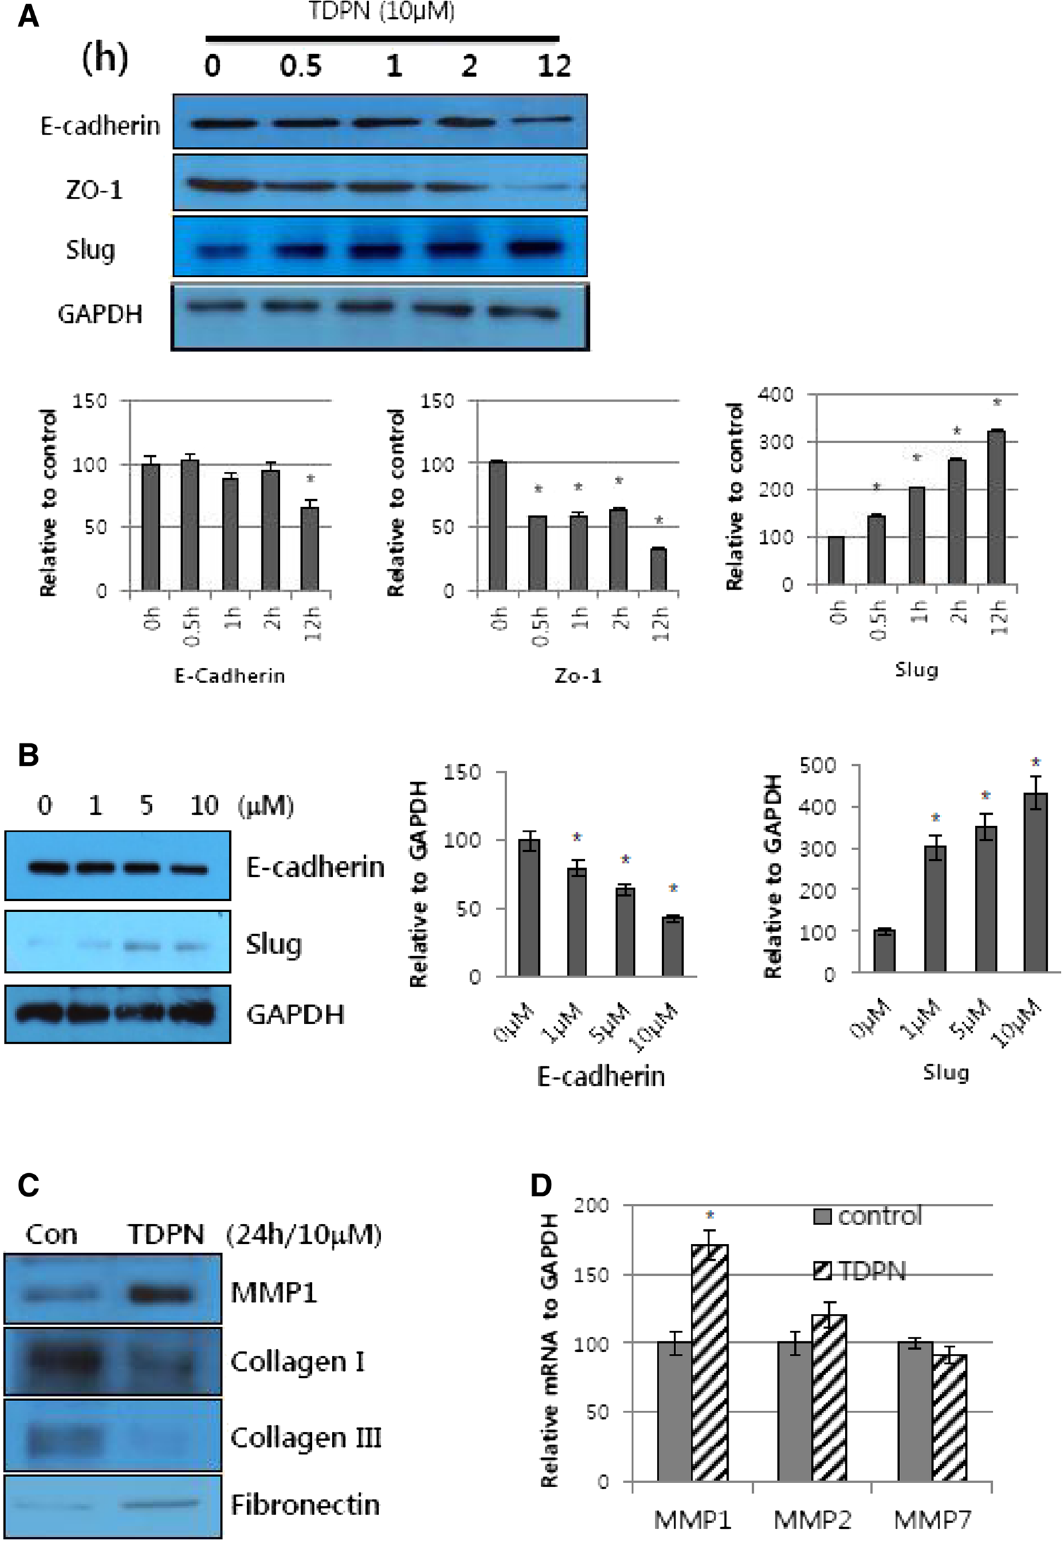 A
TDPN (10μM)
(h) 0 0.5 1 2 12
E-cadherin
ZO-1
Slug
GAPDH
Relative to control
150
100
50
0
0h 0.5h 1h 2h 12h
E-Cadherin
Relative to control
150
100
50
0
* * * * *
0h 0.5h 1h 2h 12h
Zo-1
Relative to control
400
300
200
100
0
* * * *
0h 0.5h 1h 2h 12h
Slug
B
0 1 5 10 (μM)
E-cadherin
Slug
GAPDH
Relative to GAPDH
150
100
50
0
* * *
0μM 1μM 5μM 10μM
E-cadherin
Relative to GAPDH
500
400
300
200
100
0
* * *
0μM 1μM 5μM 10μM
Slug
C
Con TDPN (24h/10μM)
MMP1
Collagen I
Collagen III
Fibronectin
D
Relative mRNA to GAPDH
200
150
100
50
0
*
control
TDPN
MMP1 MMP2 MMP7